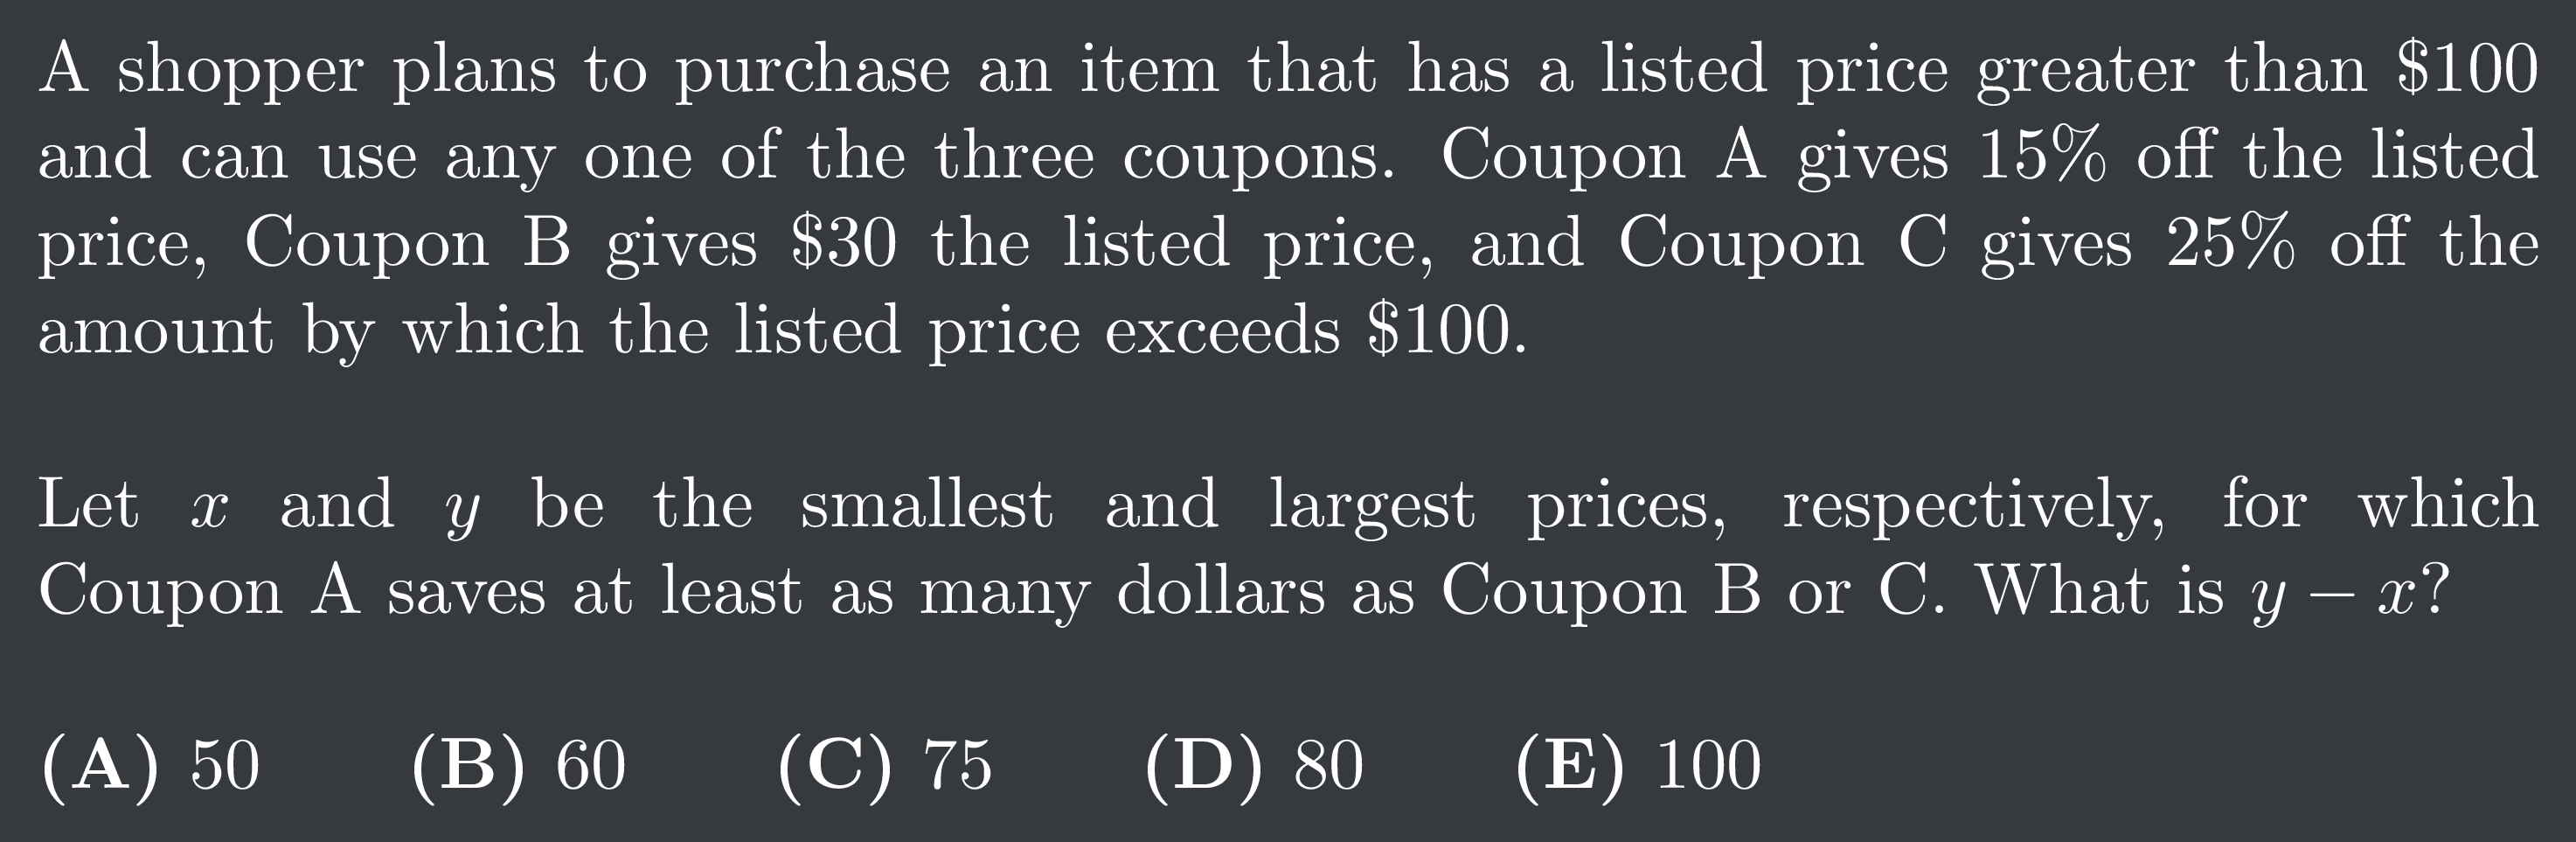 A shopper plans to purchase an item that has a listed price greater than $100
and can use any one of the three coupons. Coupon A gives 15% off the listed
price, Coupon B gives $30 the listed price, and Coupon C gives 25% off the
amount by which the listed price exceeds $100.
Let x and y be the smallest and largest prices, respectively, for which
Coupon A saves at least as many dollars as Coupon B or C. What is y − x?
(A) 50 (B) 60 (C) 75 (D) 80 (E) 100